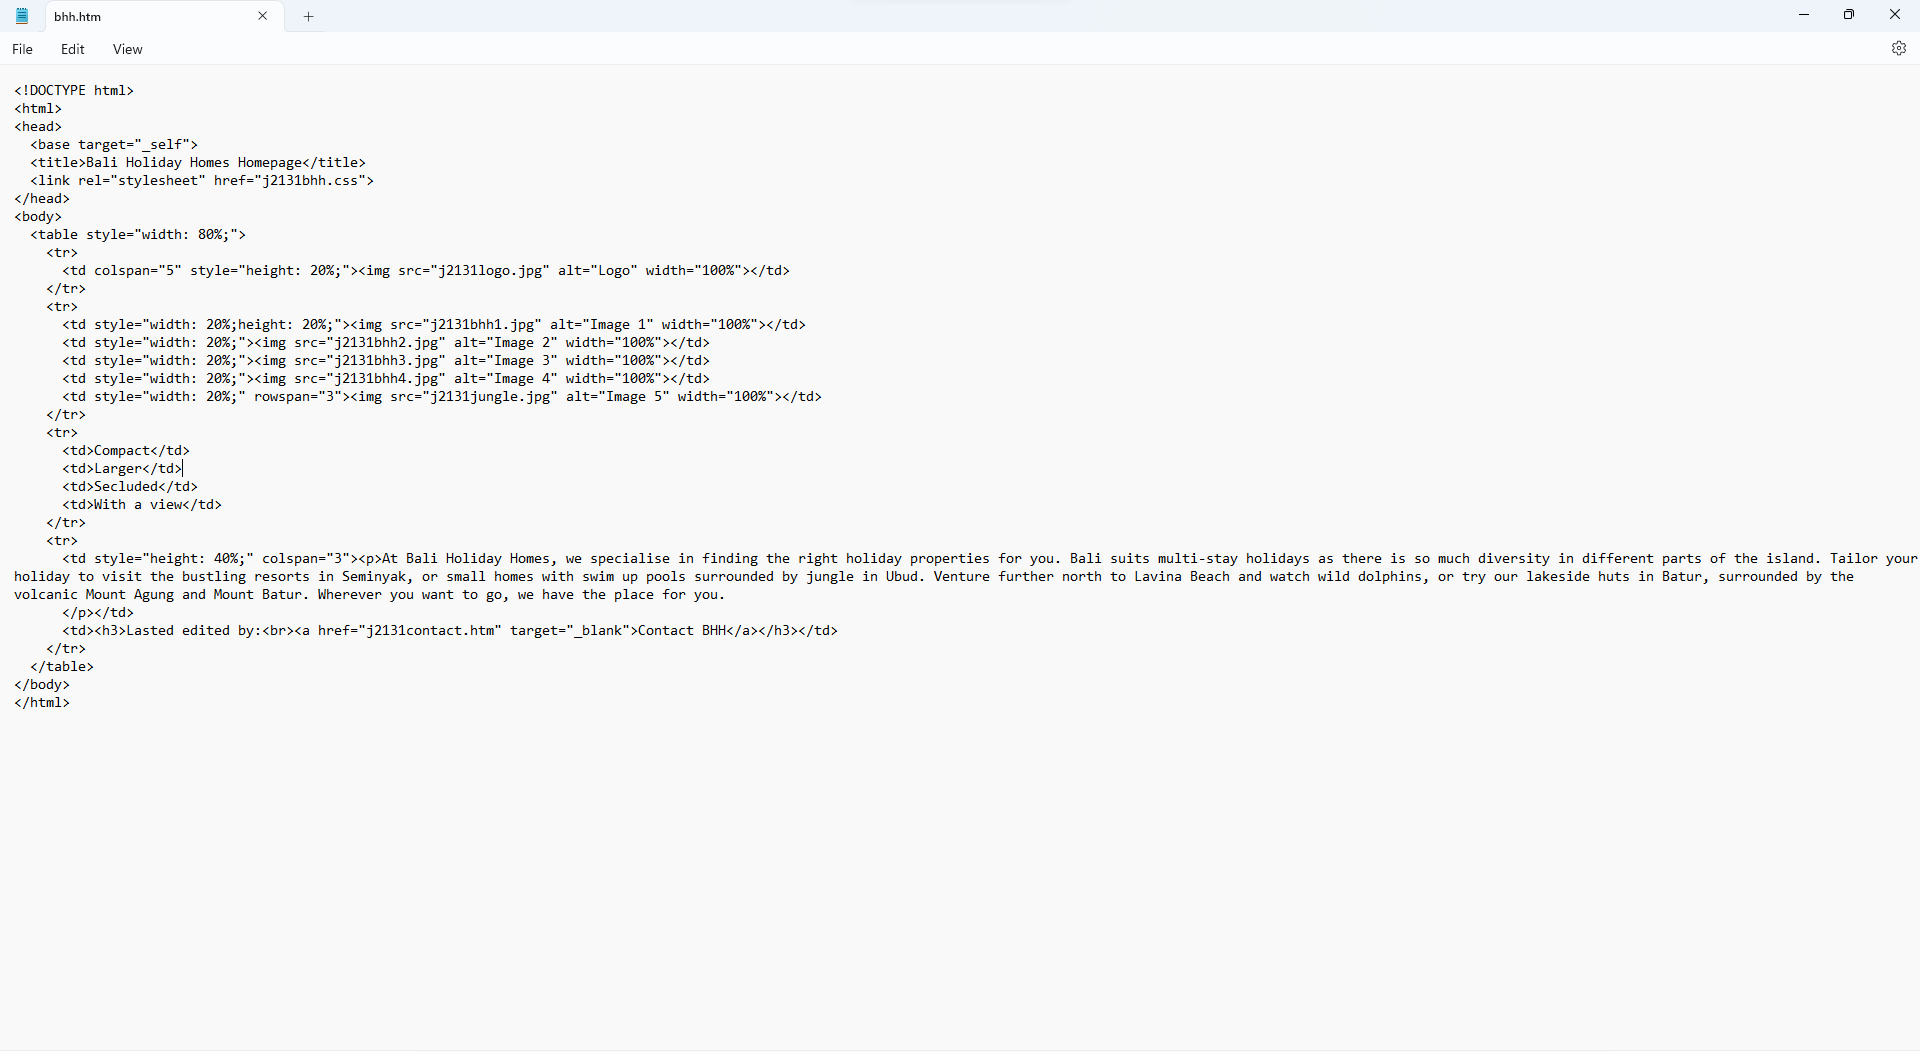 bhh.htm
File Edit View
<!DOCTYPE html>
<html>
<head>
  <base target="_self">
  <title>Bali Holiday Homes Homepage</title>
  <link rel="stylesheet" href="j2131bhh.css">
</head>
<body>
  <table style="width: 80%;">
    <tr>
      <td colspan="5" style="height: 20%;"><img src="j2131logo.jpg" alt="Logo" width="100%"></td>
    </tr>
    <tr>
      <td style="width: 20%;height: 20%;"><img src="j2131bhh1.jpg" alt="Image 1" width="100%"></td>
      <td style="width: 20%;"><img src="j2131bhh2.jpg" alt="Image 2" width="100%"></td>
      <td style="width: 20%;"><img src="j2131bhh3.jpg" alt="Image 3" width="100%"></td>
      <td style="width: 20%;"><img src="j2131bhh4.jpg" alt="Image 4" width="100%"></td>
      <td style="width: 20%;" rowspan="3"><img src="j2131jungle.jpg" alt="Image 5" width="100%"></td>
    </tr>
    <tr>
      <td>Compact</td>
      <td>Larger</td>
      <td>Secluded</td>
      <td>With a view</td>
    </tr>
    <tr>
      <td style="height: 40%;" colspan="3"><p>At Bali Holiday Homes, we specialise in finding the right holiday properties for you. Bali suits multi-stay holidays as there is so much diversity in different parts of the island. Tailor your
holiday to visit the bustling resorts in Seminyak, or small homes with swim up pools surrounded by jungle in Ubud. Venture further north to Lavina Beach and watch wild dolphins, or try our lakeside huts in Batur, surrounded by the
volcanic Mount Agung and Mount Batur. Wherever you want to go, we have the place for you.
      </p></td>
      <td><h3>Lasted edited by:<br><a href="j2131contact.htm" target="_blank">Contact BHH</a></h3></td>
    </tr>
  </table>
</body>
</html>